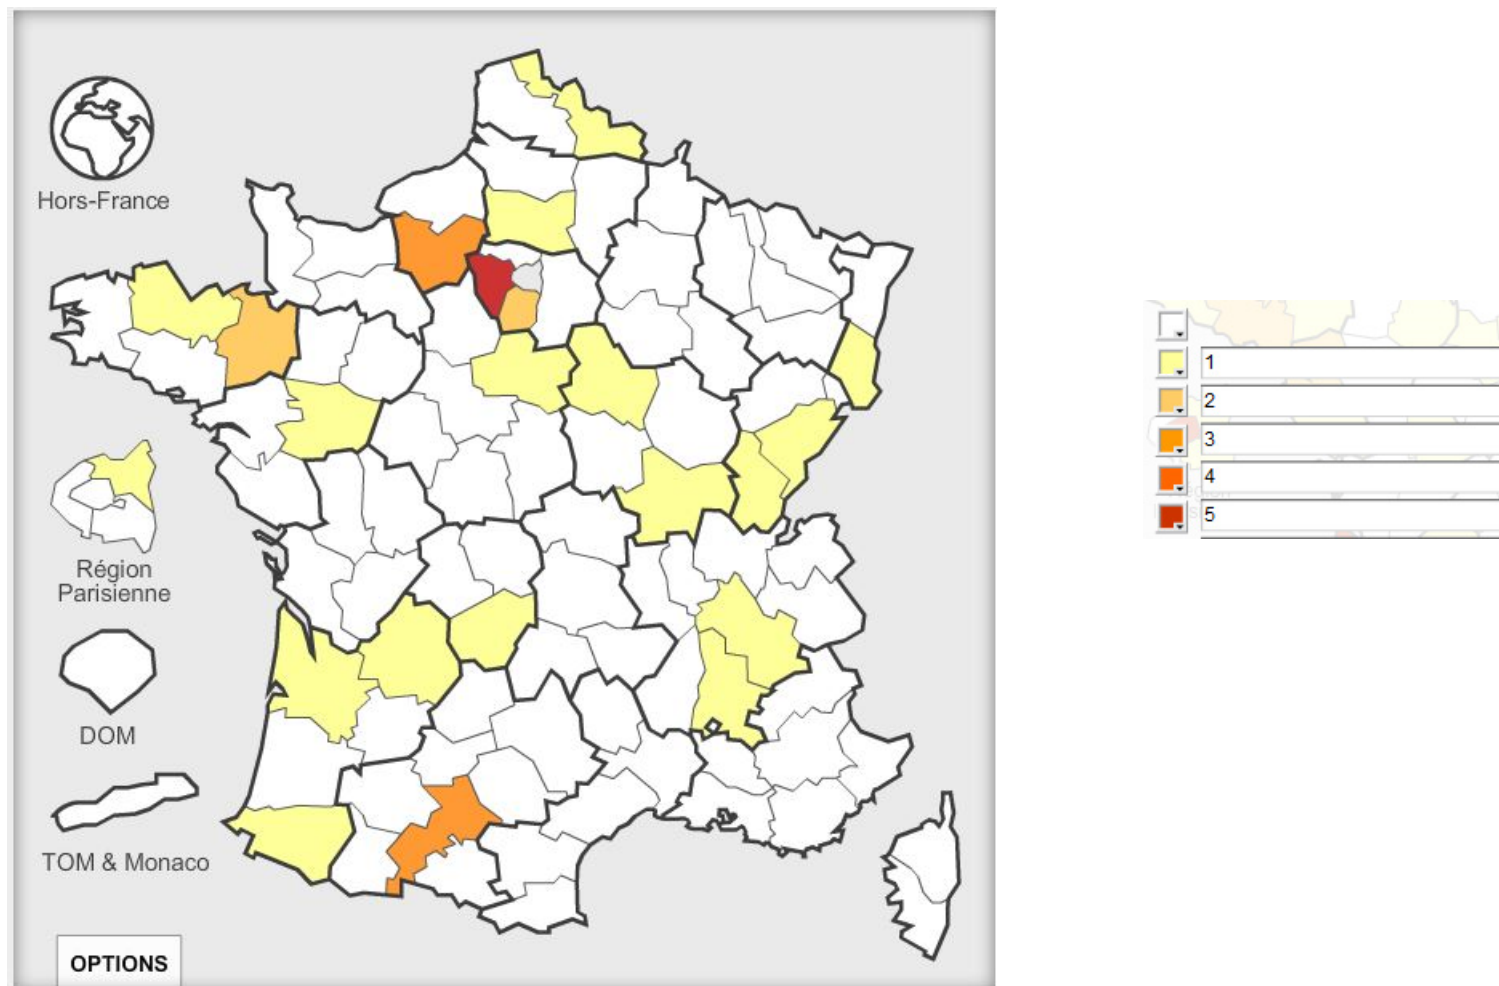 Hors-France
Région
Parisienne
DOM
TOM & Monaco
OPTIONS
1
2
3
4
5